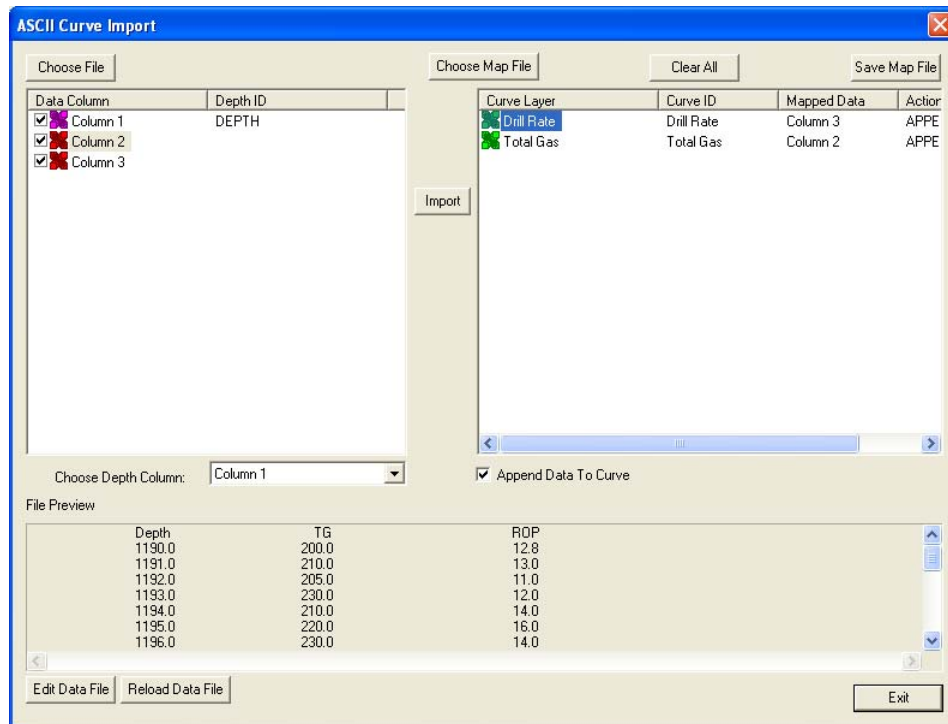 ASCII Curve Import
Choose File Choose Map File Clear All Save Map File
Data Column Depth ID Curve Layer Curve ID Mapped Data Action
Column 1 DEPTH Drill Rate Drill Rate Column 3 APPE
Column 2 Total Gas Total Gas Column 2 APPE
Column 3
Import
Choose Depth Column: Column 1 Append Data To Curve
File Preview
Depth TG ROP
1190.0 200.0 12.8
1191.0 210.0 13.0
1192.0 205.0 11.0
1193.0 230.0 12.0
1194.0 210.0 14.0
1195.0 220.0 16.0
1196.0 230.0 14.0
Edit Data File Reload Data File Exit